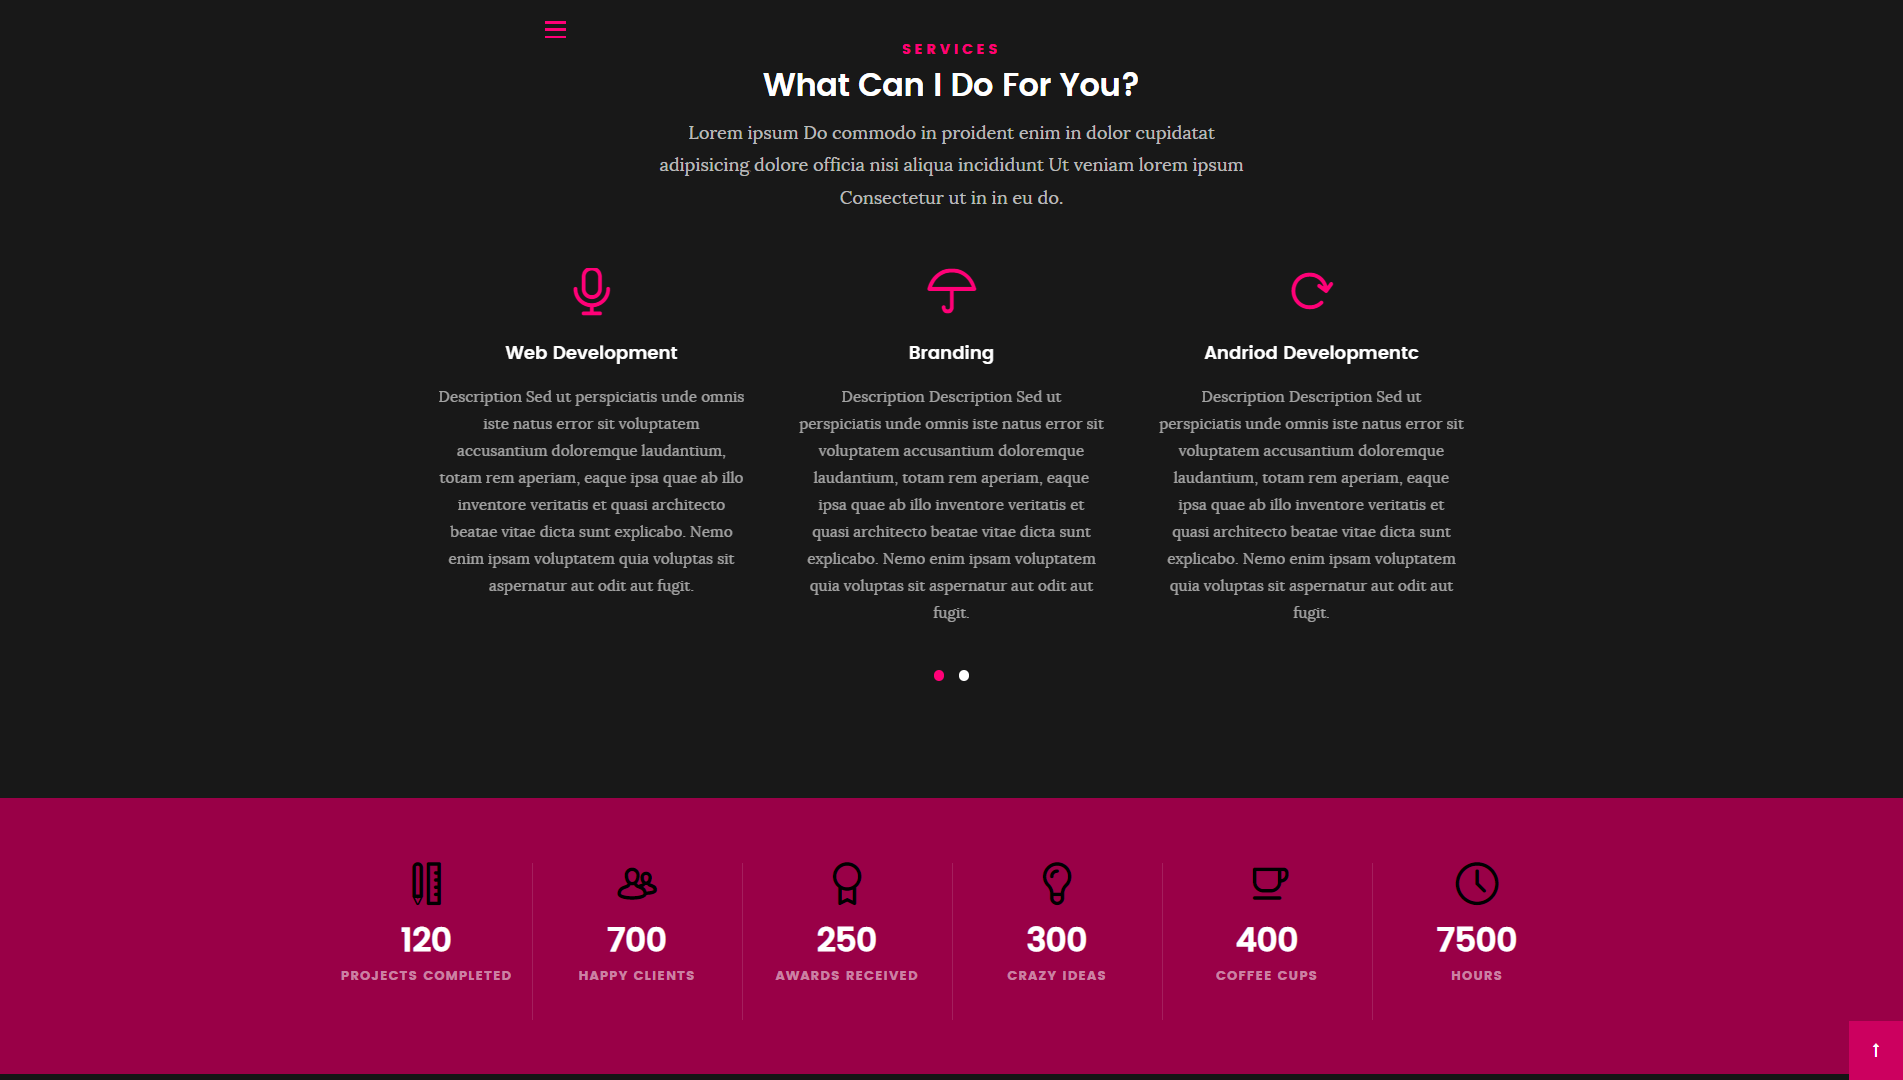 SERVICES
What Can I Do For You?
Lorem ipsum Do commodo in proident enim in dolor cupidatat
adipisicing dolore officia nisi aliqua incididunt Ut veniam lorem ipsum
Consectetur ut in in eu do.
Web Development
Description Sed ut perspiciatis unde omnis
iste natus error sit voluptatem
accusantium doloremque laudantium,
totam rem aperiam, eaque ipsa quae ab illo
inventore veritatis et quasi architecto
beatae vitae dicta sunt explicabo. Nemo
enim ipsam voluptatem quia voluptas sit
aspernatur aut odit aut fugit.
Branding
Description Description Sed ut
perspiciatis unde omnis iste natus error sit
voluptatem accusantium doloremque
laudantium, totam rem aperiam, eaque
ipsa quae ab illo inventore veritatis et
quasi architecto beatae vitae dicta sunt
explicabo. Nemo enim ipsam voluptatem
quia voluptas sit aspernatur aut odit aut
fugit.
Andriod Developmentc
Description Description Sed ut
perspiciatis unde omnis iste natus error sit
voluptatem accusantium doloremque
laudantium, totam rem aperiam, eaque
ipsa quae ab illo inventore veritatis et
quasi architecto beatae vitae dicta sunt
explicabo. Nemo enim ipsam voluptatem
quia voluptas sit aspernatur aut odit aut
fugit.
120
PROJECTS COMPLETED
700
HAPPY CLIENTS
250
AWARDS RECEIVED
300
CRAZY IDEAS
400
COFFEE CUPS
7500
HOURS